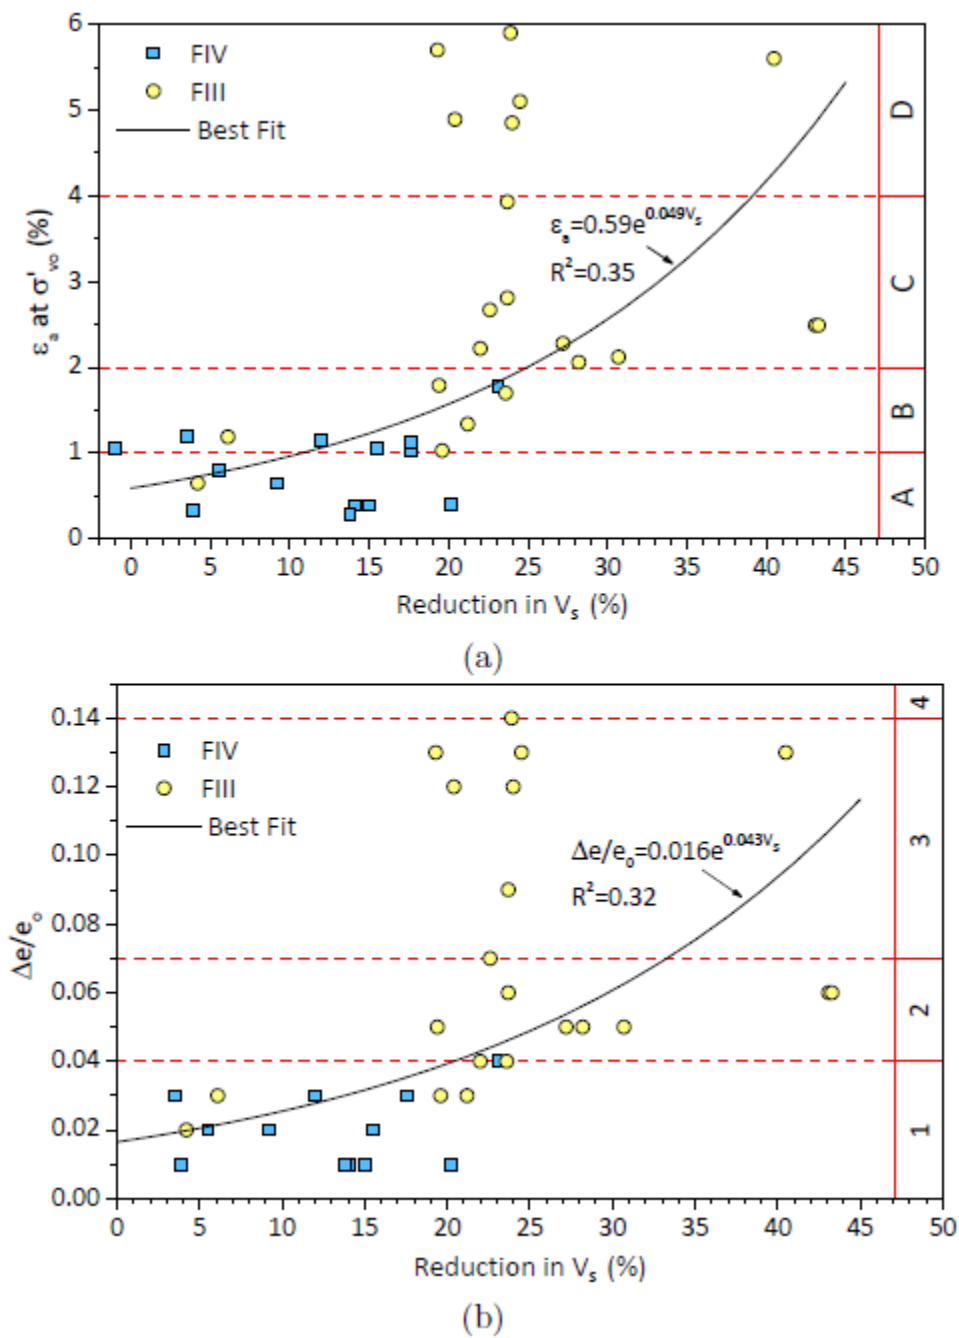 6
5
4
3
2
1
0
εₐ at σ'ᵥₒ (%)
FIV
FIII
Best Fit
εₐ=0.59e^0.049Vₛ
R²=0.35
D
C
B
A
0 5 10 15 20 25 30 35 40 45 50
Reduction in Vₛ (%)
(a)
0.14
0.12
0.10
0.08
0.06
0.04
0.02
0.00
Δe/eₒ
FIV
FIII
Best Fit
Δe/eₒ=0.016e^0.043Vₛ
R²=0.32
4
3
2
1
0 5 10 15 20 25 30 35 40 45 50
Reduction in Vₛ (%)
(b)